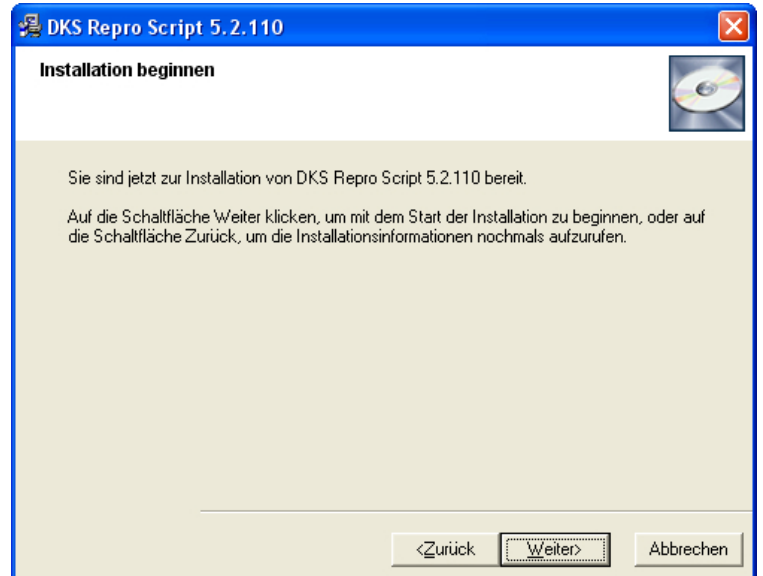 DKS Repro Script 5.2.110
Installation beginnen
Sie sind jetzt zur Installation von DKS Repro Script 5.2.110 bereit.
Auf die Schaltfläche Weiter klicken, um mit dem Start der Installation zu beginnen, oder auf
die Schaltfläche Zurück, um die Installationsinformationen nochmals aufzurufen.
<Zurück
Weiter>
Abbrechen